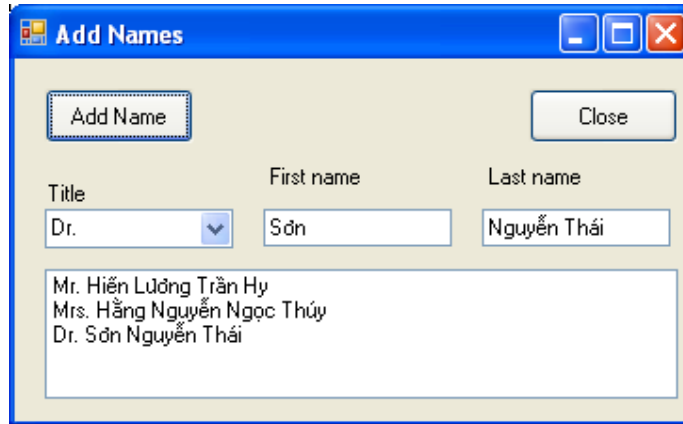 Add Names
Add Name Close
Title First name Last name
Dr. Sơn Nguyễn Thái
Mr. Hiến Lương Trần Hy
Mrs. Hằng Nguyễn Ngọc Thúy
Dr. Sơn Nguyễn Thái